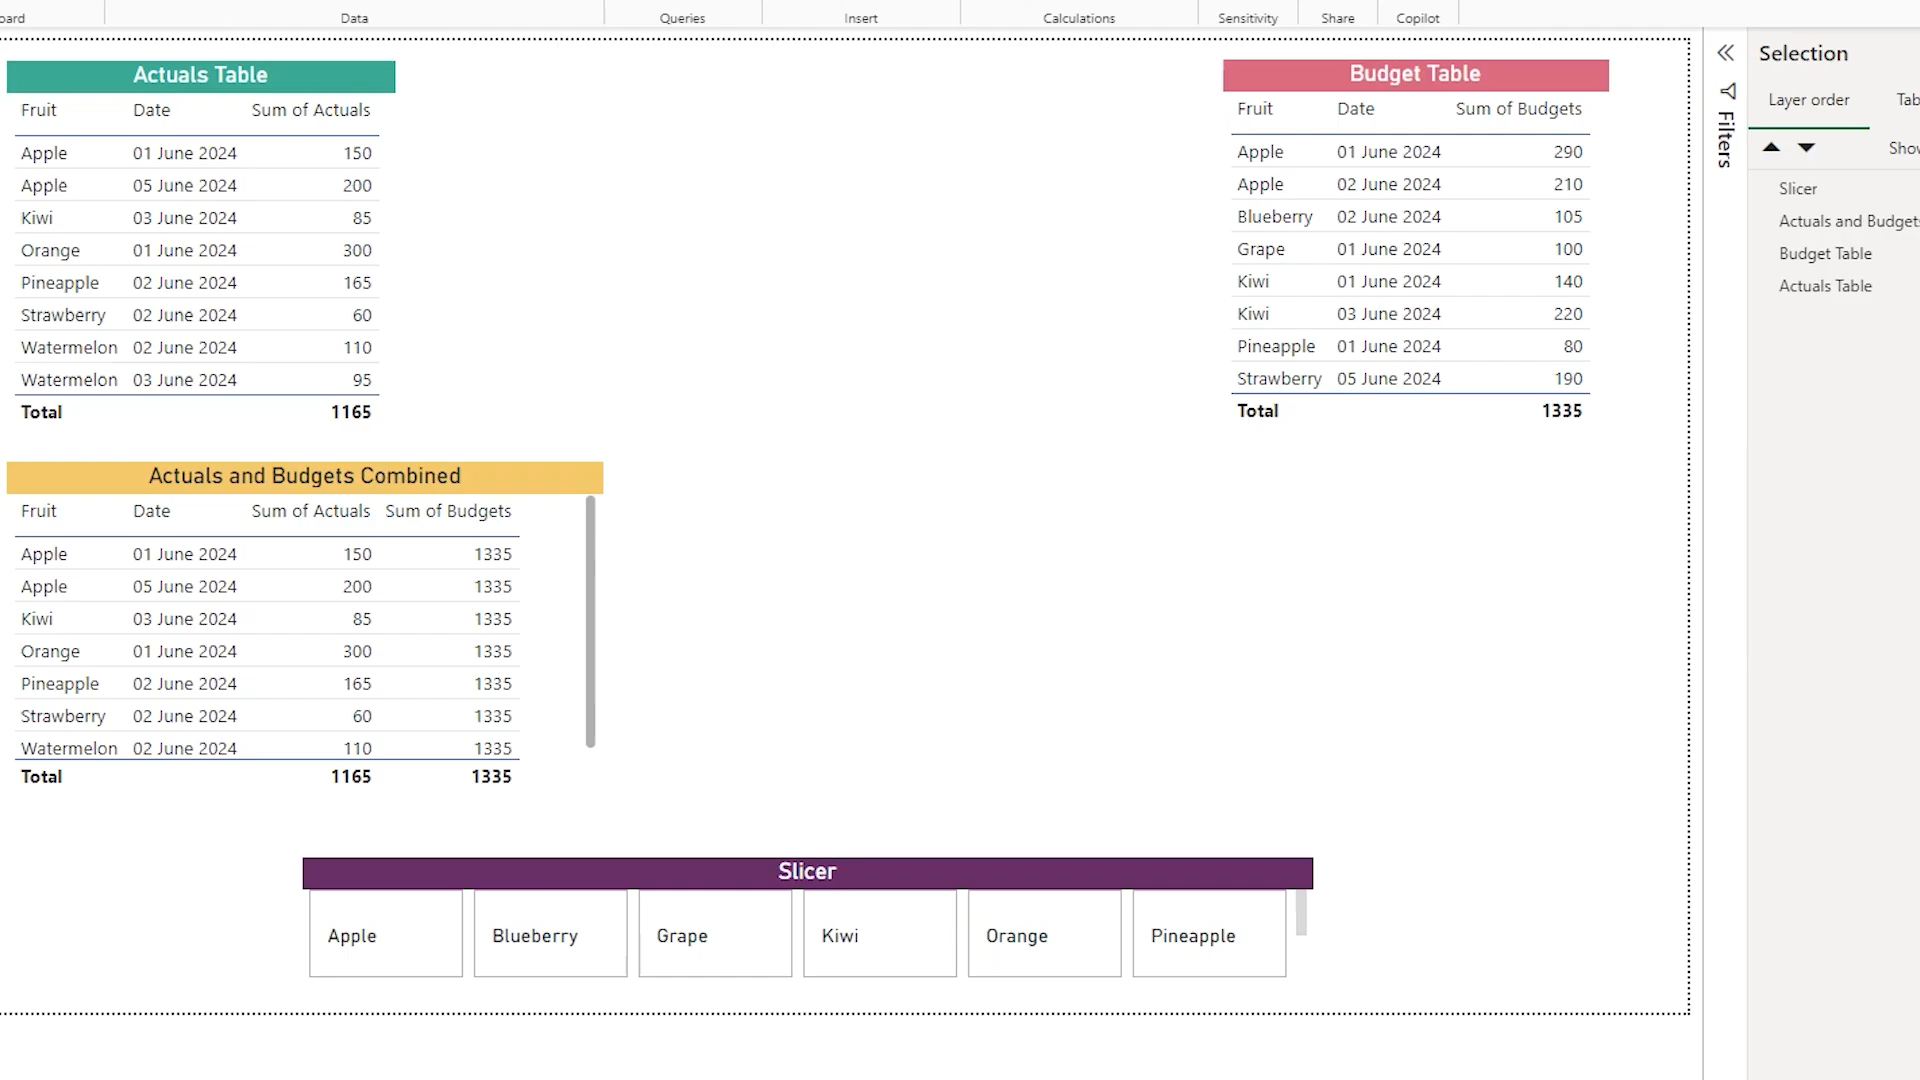 oard Data Queries Insert Calculations Sensitivity Share Copilot
Actuals Table
Fruit Date Sum of Actuals
Apple 01 June 2024 150
Apple 05 June 2024 200
Kiwi 03 June 2024 85
Orange 01 June 2024 300
Pineapple 02 June 2024 165
Strawberry 02 June 2024 60
Watermelon 02 June 2024 110
Watermelon 03 June 2024 95
Total 1165
Budget Table
Fruit Date Sum of Budgets
Apple 01 June 2024 290
Apple 02 June 2024 210
Blueberry 02 June 2024 105
Grape 01 June 2024 100
Kiwi 01 June 2024 140
Kiwi 03 June 2024 220
Pineapple 01 June 2024 80
Strawberry 05 June 2024 190
Total 1335
Actuals and Budgets Combined
Fruit Date Sum of Actuals Sum of Budgets
Apple 01 June 2024 150 1335
Apple 05 June 2024 200 1335
Kiwi 03 June 2024 85 1335
Orange 01 June 2024 300 1335
Pineapple 02 June 2024 165 1335
Strawberry 02 June 2024 60 1335
Watermelon 02 June 2024 110 1335
Total 1165 1335
Slicer
Apple Blueberry Grape Kiwi Orange Pineapple
Filters
Selection
Layer order Tab
Show
Slicer
Actuals and Budgets
Budget Table
Actuals Table